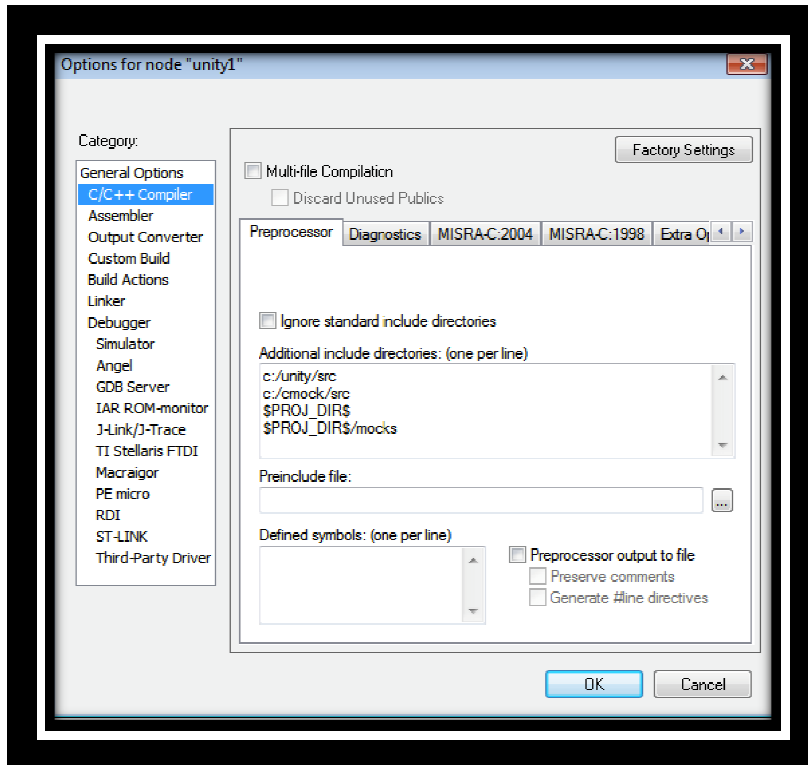 Options for node "unity1"
Category:
Factory Settings
General Options
C/C++ Compiler
Assembler
Output Converter
Custom Build
Build Actions
Linker
Debugger
Simulator
Angel
GDB Server
IAR ROM-monitor
J-Link/J-Trace
TI Stellaris FTDI
Macraigor
PE micro
RDI
ST-LINK
Third-Party Driver
Multi-file Compilation
Discard Unused Publics
Preprocessor Diagnostics MISRA-C:2004 MISRA-C:1998 Extra
Ignore standard include directories
Additional include directories: (one per line)
c:/unity/src
c:/cmock/src
$PROJ_DIR$
$PROJ_DIR$/mocks
Preinclude file:
...
Defined symbols: (one per line)
Preprocessor output to file
Preserve comments
Generate #line directives
OK Cancel